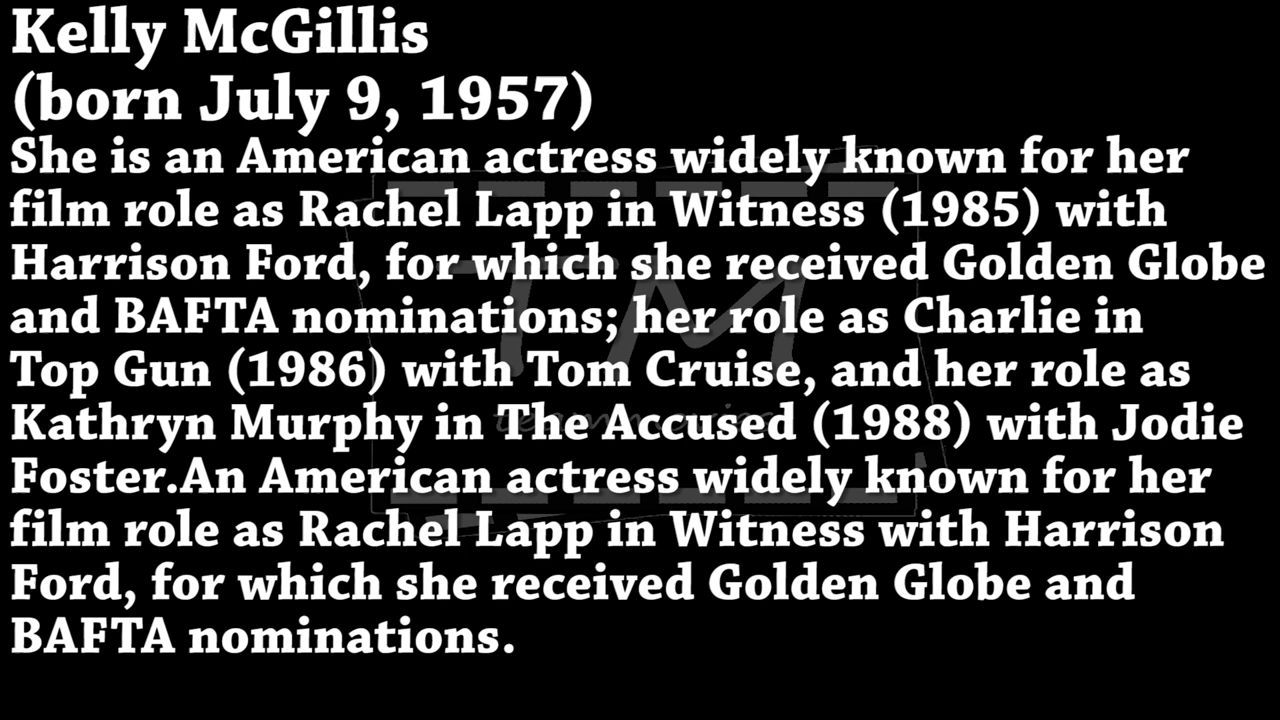 Kelly McGillis
(born July 9, 1957)
She is an American actress widely known for her
film role as Rachel Lapp in Witness (1985) with
Harrison Ford, for which she received Golden Globe
and BAFTA nominations; her role as Charlie in
Top Gun (1986) with Tom Cruise, and her role as
Kathryn Murphy in The Accused (1988) with Jodie
Foster.An American actress widely known for her
film role as Rachel Lapp in Witness with Harrison
Ford, for which she received Golden Globe and
BAFTA nominations.
TM